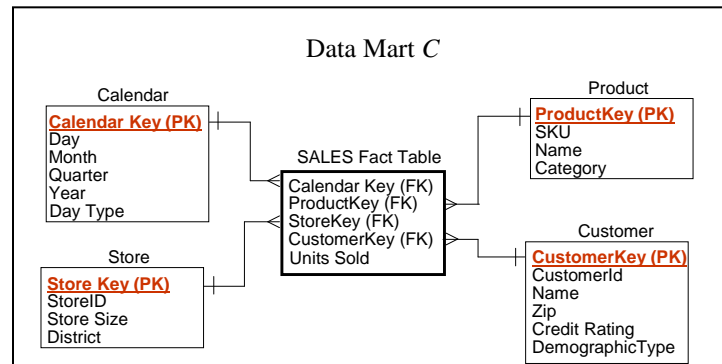 Data Mart C
Calendar
Calendar Key (PK)
Day
Month
Quarter
Year
Day Type
Store
Store Key (PK)
StoreID
Store Size
District
SALES Fact Table
Calendar Key (FK)
ProductKey (FK)
StoreKey (FK)
CustomerKey (FK)
Units Sold
Product
ProductKey (PK)
SKU
Name
Category
Customer
CustomerKey (PK)
CustomerId
Name
Zip
Credit Rating
DemographicType